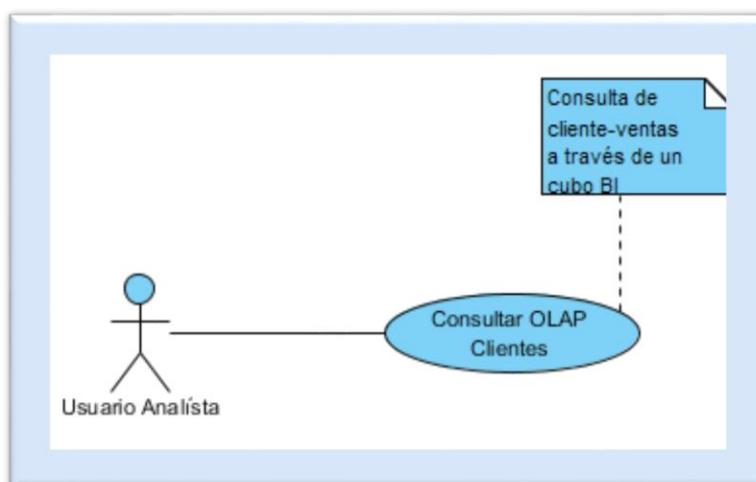 Consulta de
cliente-ventas
a través de un
cubo BI
Consultar OLAP
Clientes
Usuario Analísta